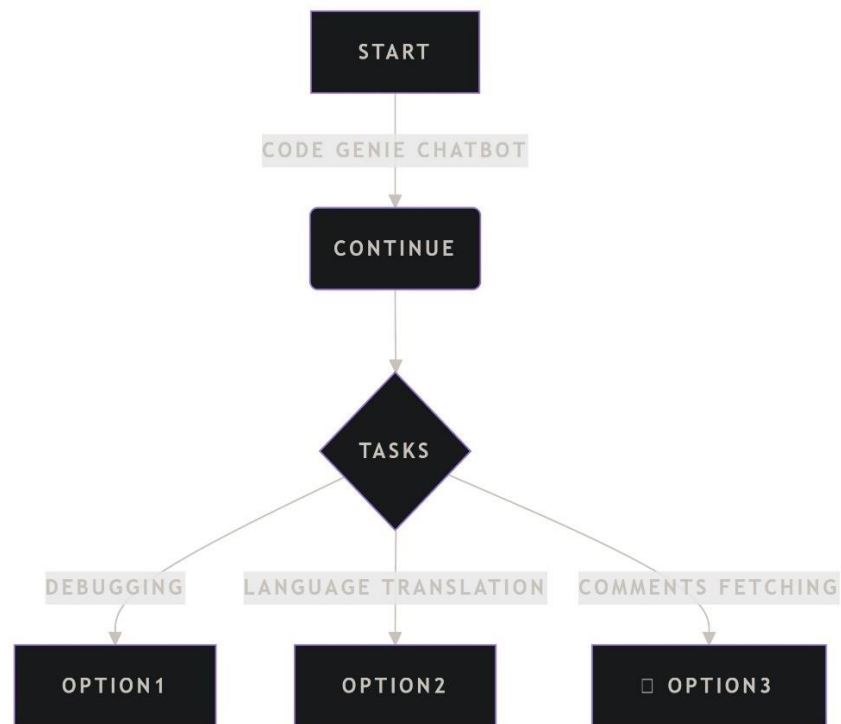 START
CODE GENIE CHATBOT
CONTINUE
TASKS
DEBUGGING
LANGUAGE TRANSLATION
COMMENTS FETCHING
OPTION1
OPTION2
OPTION3